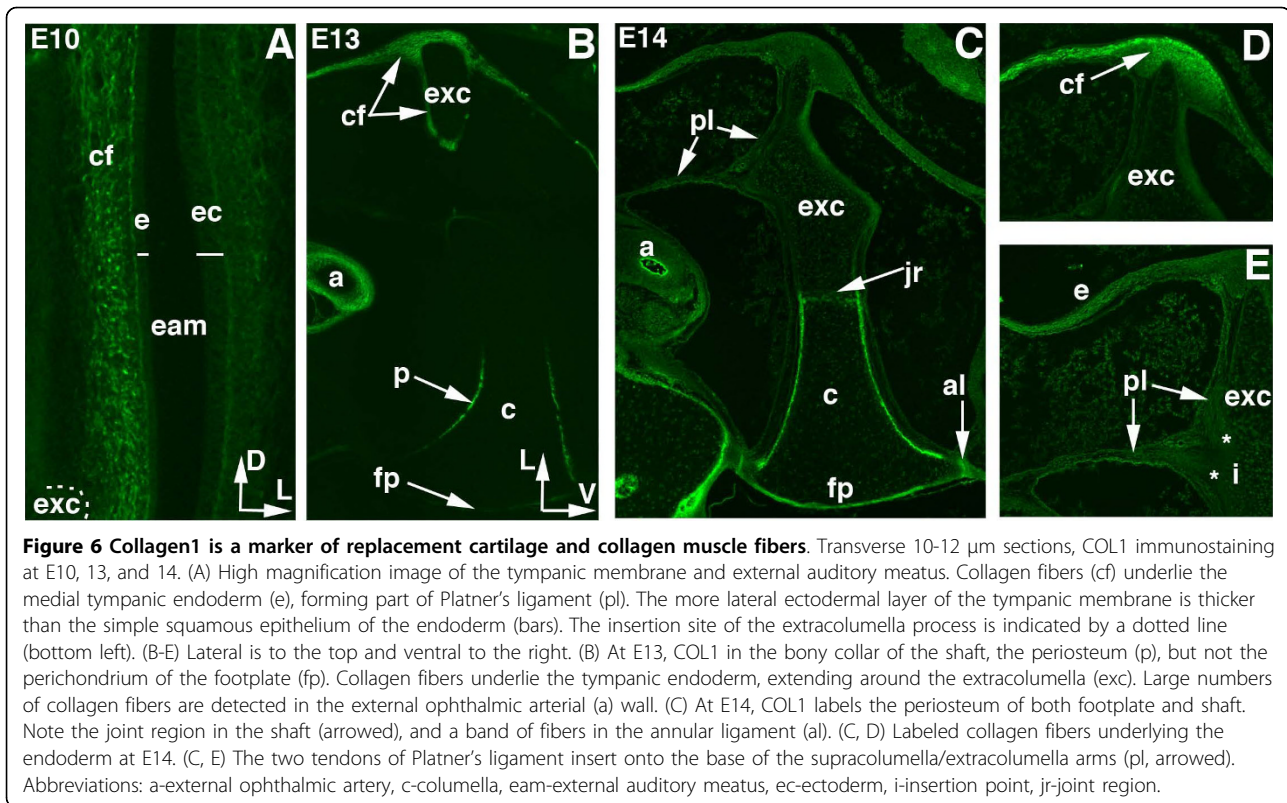 E10
A
cf
e
ec
eam
exc
D
L
E13
B
cf
exc
a
p
c
fp
L
V
E14
C
pl
exc
a
jr
c
al
fp
D
cf
exc
E
e
pl
exc
*
* i
Figure 6 Collagen1 is a marker of replacement cartilage and collagen muscle fibers. Transverse 10-12 μm sections, COL1 immunostaining
at E10, 13, and 14. (A) High magnification image of the tympanic membrane and external auditory meatus. Collagen fibers (cf) underlie the
medial tympanic endoderm (e), forming part of Platner's ligament (pl). The more lateral ectodermal layer of the tympanic membrane is thicker
than the simple squamous epithelium of the endoderm (bars). The insertion site of the extracolumella process is indicated by a dotted line
(bottom left). (B-E) Lateral is to the top and ventral to the right. (B) At E13, COL1 in the bony collar of the shaft, the periosteum (p), but not the
perichondrium of the footplate (fp). Collagen fibers underlie the tympanic endoderm, extending around the extracolumella (exc). Large numbers
of collagen fibers are detected in the external ophthalmic arterial (a) wall. (C) At E14, COL1 labels the periosteum of both footplate and shaft.
Note the joint region in the shaft (arrowed), and a band of fibers in the annular ligament (al). (C, D) Labeled collagen fibers underlying the
endoderm at E14. (C, E) The two tendons of Platner's ligament insert onto the base of the supracolumella/extracolumella arms (pl, arrowed).
Abbreviations: a-external ophthalmic artery, c-columella, eam-external auditory meatus, ec-ectoderm, i-insertion point, jr-joint region.